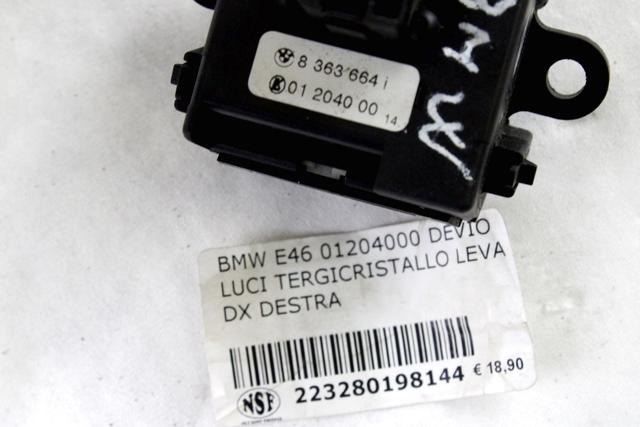 8 363 664 i
01 2040 00 14
BMW
BMW E46 01204000 DEVIO
LUCI TERGICRISTALLO LEVA
DX DESTRA
223280198144 € 18,90
NSF